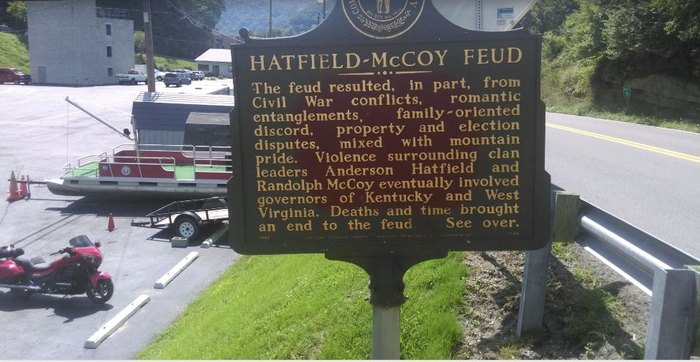 HATFIELD-McCOY FEUD
The feud resulted, in part, from
Civil War conflicts, romantic
entanglements, family-oriented
discord, property and election
disputes, mixed with mountain
pride. Violence surrounding clan
leaders Anderson Hatfield and
Randolph McCoy eventually involved
governors of Kentucky and West
Virginia. Deaths and time brought
an end to the feud. See over.